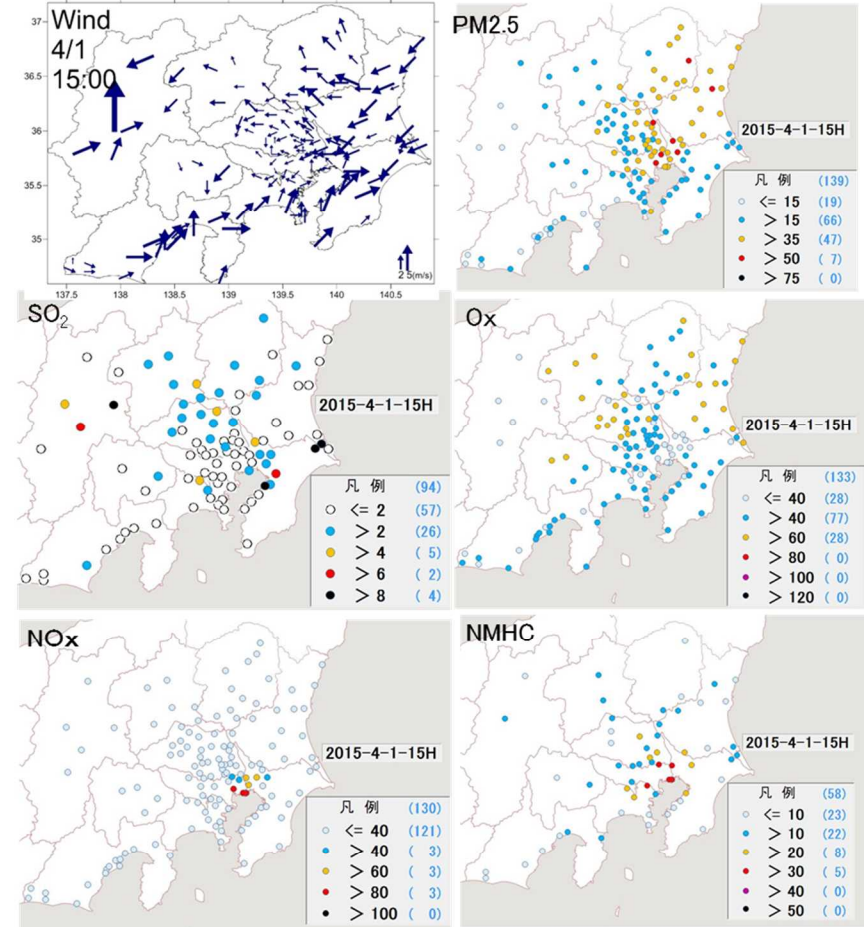 Wind
4/1
15:00
37
36.5
36
35.5
35
137.5 138 138.5 139 139.5 140 140.5
2 5(m/s)
PM2.5
2015-4-1-15H
凡 例 (139)
<= 15 (19)
> 15 (66)
> 35 (47)
> 50 ( 7)
> 75 ( 0)
SO2
2015-4-1-15H
凡 例 (94)
<= 2 (57)
> 2 (26)
> 4 ( 5)
> 6 ( 2)
> 8 ( 4)
Ox
2015-4-1-15H
凡 例 (133)
<= 40 (28)
> 40 (77)
> 60 (28)
> 80 ( 0)
> 100 ( 0)
> 120 ( 0)
NOx
2015-4-1-15H
凡 例 (130)
<= 40 (121)
> 40 ( 3)
> 60 ( 3)
> 80 ( 3)
> 100 ( 0)
NMHC
2015-4-1-15H
凡 例 (58)
<= 10 (23)
> 10 (22)
> 20 ( 8)
> 30 ( 5)
> 40 ( 0)
> 50 ( 0)